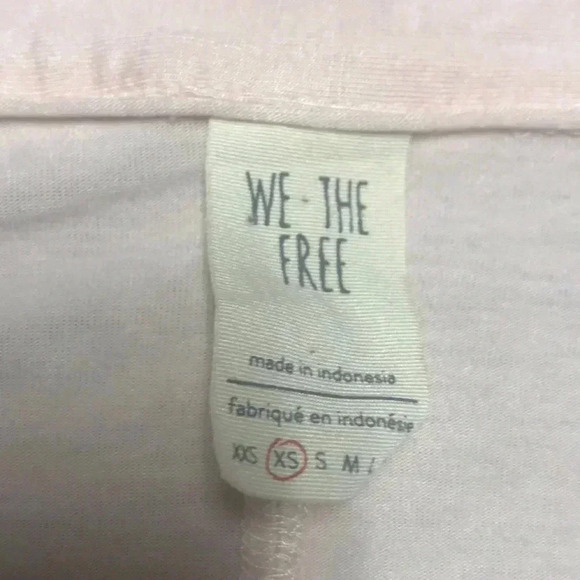 WE · THE
FREE
made in indonesia
fabriqué en indonésie
XXS XS S M